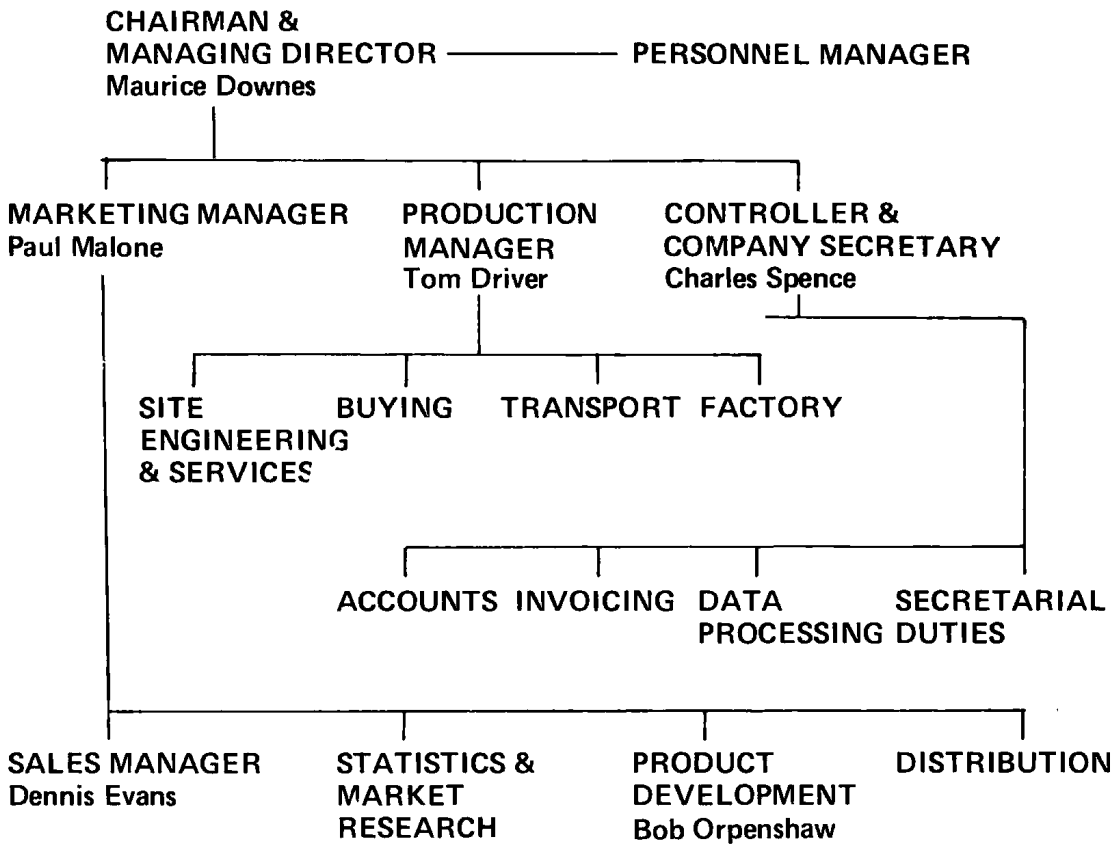 CHAIRMAN &
MANAGING DIRECTOR
Maurice Downes
PERSONNEL MANAGER
MARKETING MANAGER
Paul Malone
PRODUCTION
MANAGER
Tom Driver
CONTROLLER &
COMPANY SECRETARY
Charles Spence
SITE
ENGINEERING
& SERVICES
BUYING
TRANSPORT
FACTORY
ACCOUNTS
INVOICING
DATA
PROCESSING
SECRETARIAL
DUTIES
SALES MANAGER
Dennis Evans
STATISTICS &
MARKET
RESEARCH
PRODUCT
DEVELOPMENT
Bob Orpenshaw
DISTRIBUTION